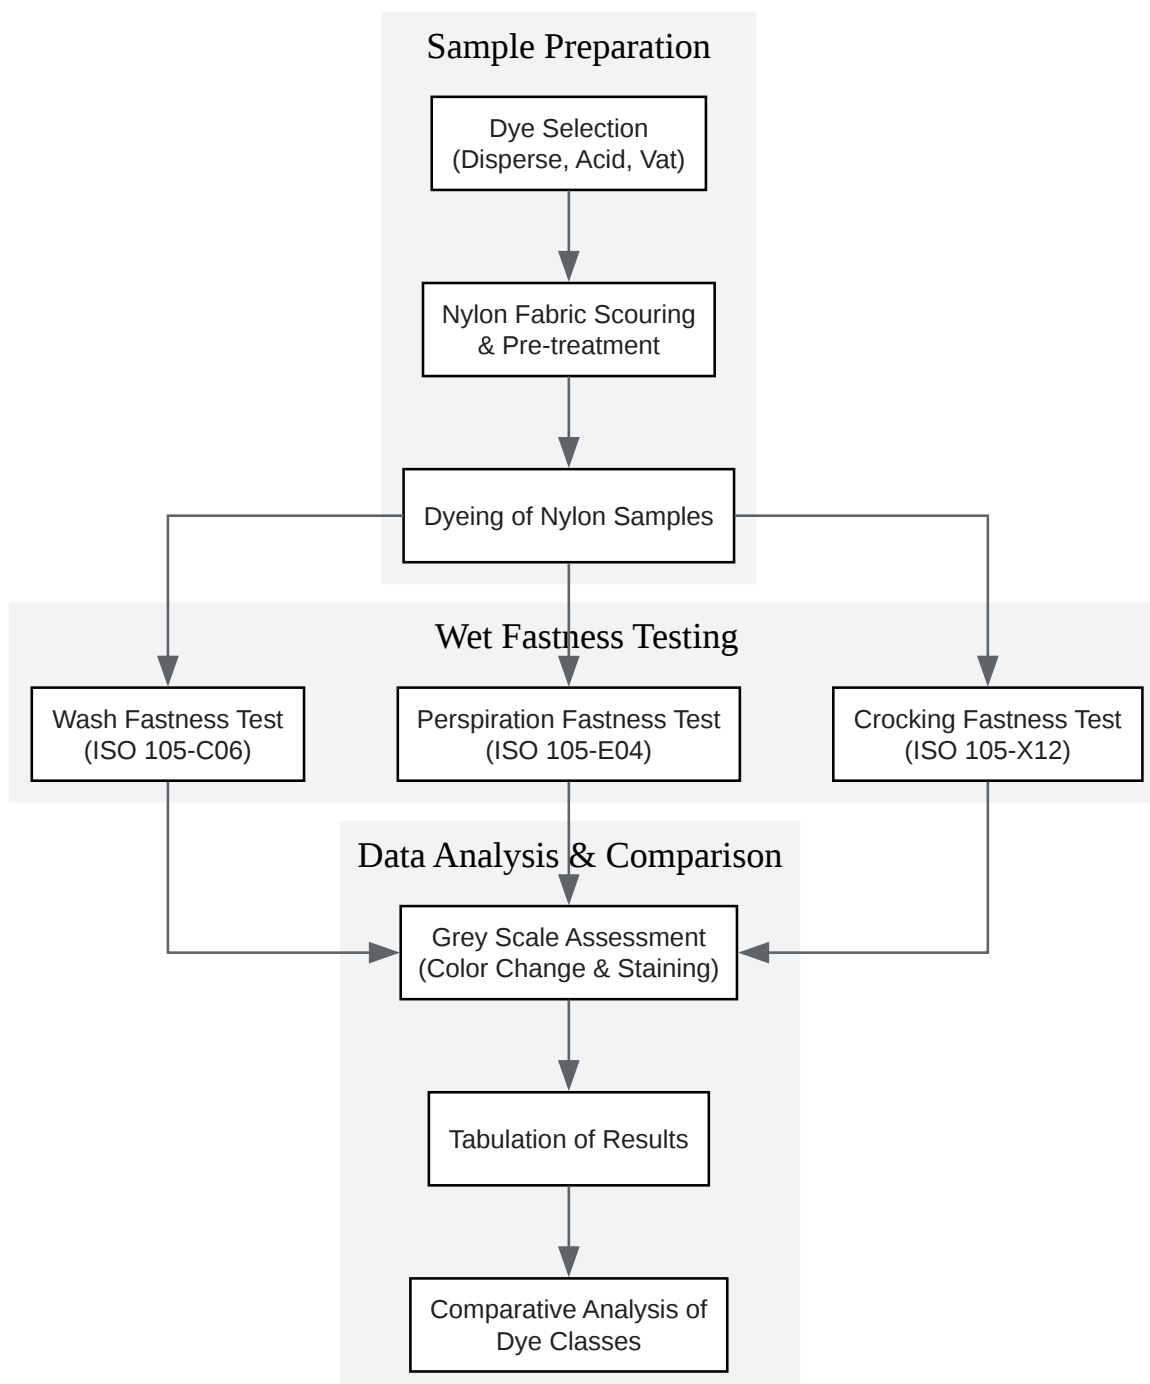 Sample Preparation
Dye Selection
(Disperse, Acid, Vat)
Nylon Fabric Scouring
& Pre-treatment
Dyeing of Nylon Samples
Wet Fastness Testing
Wash Fastness Test
(ISO 105-C06)
Perspiration Fastness Test
(ISO 105-E04)
Crocking Fastness Test
(ISO 105-X12)
Data Analysis & Comparison
Grey Scale Assessment
(Color Change & Staining)
Tabulation of Results
Comparative Analysis of
Dye Classes